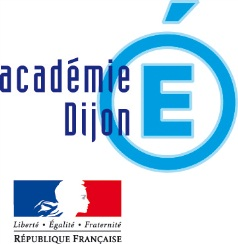 académie
Dijon
É
Liberté • Égalité • Fraternité
RÉPUBLIQUE FRANÇAISE